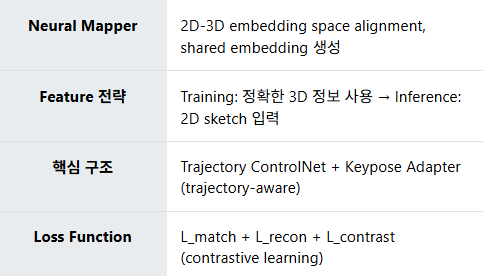 Neural Mapper
2D-3D embedding space alignment,
shared embedding 생성
Feature 전략
Training: 정확한 3D 정보 사용 → Inference:
2D sketch 입력
핵심 구조
Trajectory ControlNet + Keypose Adapter
(trajectory-aware)
Loss Function
L_match + L_recon + L_contrast
(contrastive learning)